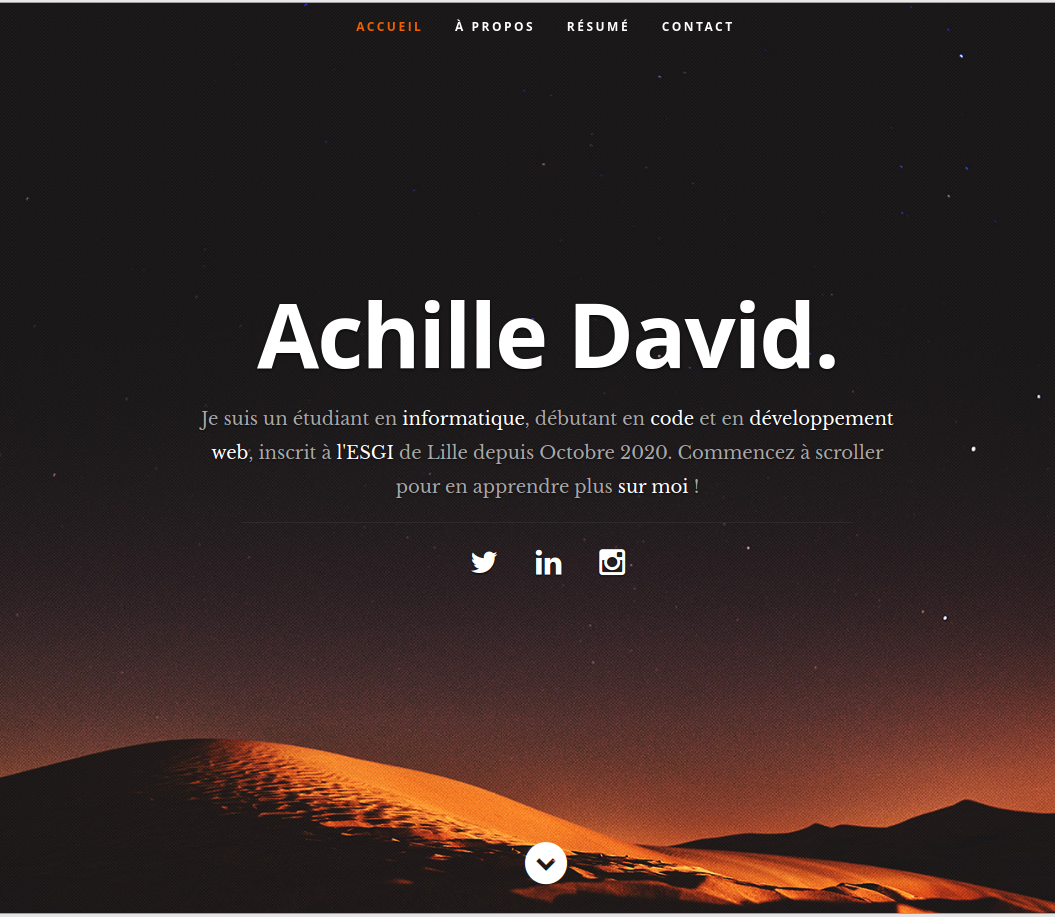 ACCUEIL À PROPOS RÉSUMÉ CONTACT
Achille David.
Je suis un étudiant en informatique, débutant en code et en développement
web, inscrit à l'ESGI de Lille depuis Octobre 2020. Commencez à scroller
pour en apprendre plus sur moi !
in